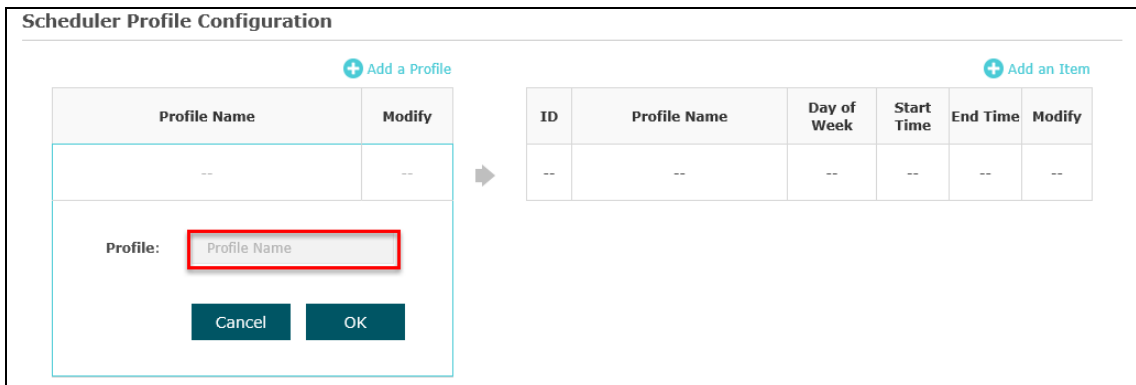 Scheduler Profile Configuration
Add a Profile
Add an Item
Profile Name Modify
ID Profile Name Day of Week Start Time End Time Modify
-- --
-- -- -- -- -- --
Profile: Profile Name
Cancel OK